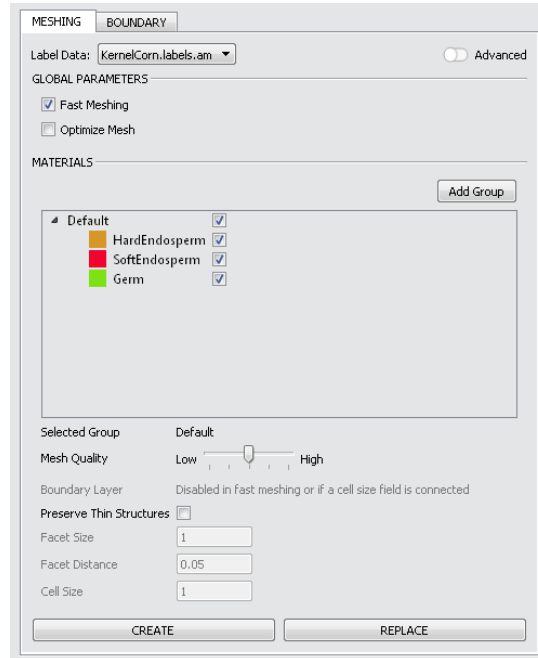 MESHING BOUNDARY
Label Data: KernelCorn.labels.am Advanced
GLOBAL PARAMETERS
Fast Meshing
Optimize Mesh
MATERIALS
Add Group
Default
HardEndosperm
SoftEndosperm
Germ
Selected Group Default
Mesh Quality Low High
Boundary Layer Disabled in fast meshing or if a cell size field is connected
Preserve Thin Structures
Facet Size 1
Facet Distance 0.05
Cell Size 1
CREATE REPLACE